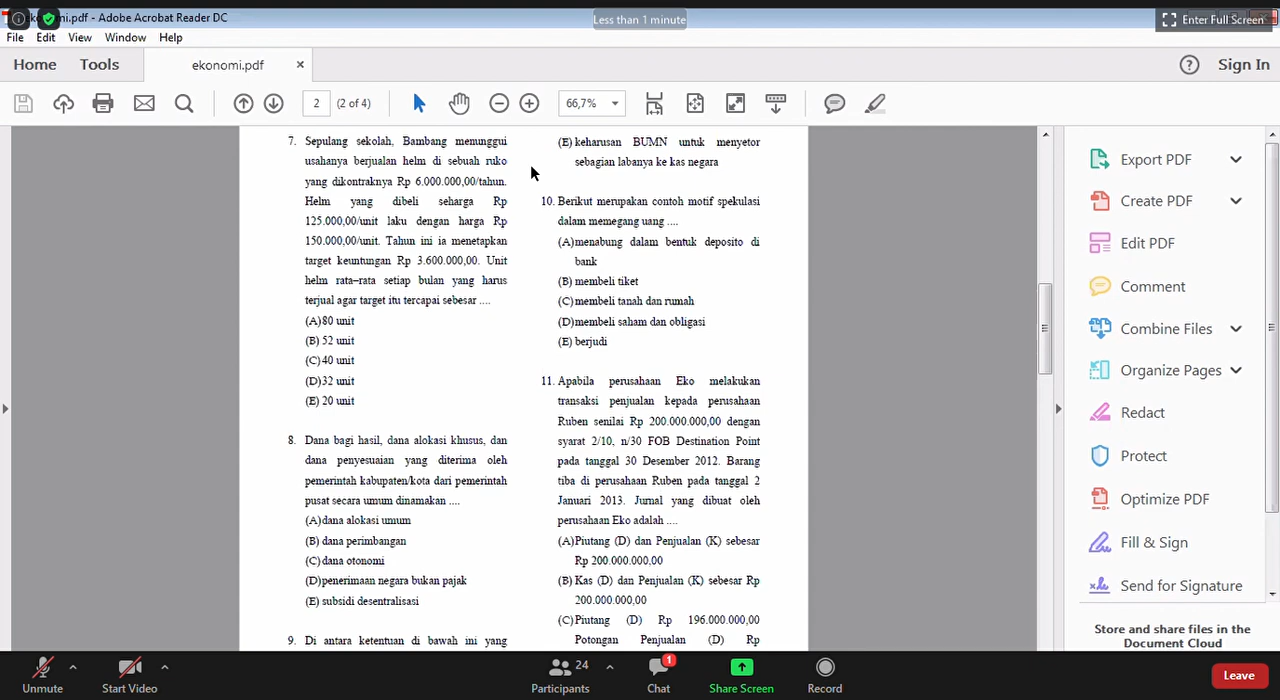 komi.pdf - Adobe Acrobat Reader DC
Less than 1 minute
Enter Full Screen
File Edit View Window Help
Home Tools ekonomi.pdf × Sign In
2 (2 of 4) 66,7%
7. Sepulang sekolah, Bambang menunggui
usahanya berjualan helm di sebuah ruko
yang dikontraknya Rp 6.000.000,00/tahun.
Helm yang dibeli seharga Rp
125.000,00/unit laku dengan harga Rp
150.000,00/unit. Tahun ini ia menetapkan
target keuntungan Rp 3.600.000,00. Unit
helm rata–rata setiap bulan yang harus
terjual agar target itu tercapai sebesar ....
(A)80 unit
(B) 52 unit
(C)40 unit
(D)32 unit
(E) 20 unit
8. Dana bagi hasil, dana alokasi khusus, dan
dana penyesuaian yang diterima oleh
pemerintah kabupaten/kota dari pemerintah
pusat secara umum dinamakan ....
(A)dana alokasi umum
(B) dana perimbangan
(C)dana otonomi
(D)penerimaan negara bukan pajak
(E) subsidi desentralisasi
9. Di antara ketentuan di bawah ini yang
(E) keharusan BUMN untuk menyetor
sebagian labanya ke kas negara
10. Berikut merupakan contoh motif spekulasi
dalam memegang uang ....
(A)menabung dalam bentuk deposito di
bank
(B) membeli tiket
(C)membeli tanah dan rumah
(D)membeli saham dan obligasi
(E) berjudi
11. Apabila perusahaan Eko melakukan
transaksi penjualan kepada perusahaan
Ruben senilai Rp 200.000.000,00 dengan
syarat 2/10, n/30 FOB Destination Point
pada tanggal 30 Desember 2012. Barang
tiba di perusahaan Ruben pada tanggal 2
Januari 2013. Jurnal yang dibuat oleh
perusahaan Eko adalah ....
(A)Piutang (D) dan Penjualan (K) sebesar
Rp 200.000.000,00
(B) Kas (D) dan Penjualan (K) sebesar Rp
200.000.000,00
(C)Piutang (D) Rp 196.000.000,00
Potongan Penjualan (D) Rp
Export PDF
Create PDF
Edit PDF
Comment
Combine Files
Organize Pages
Redact
Protect
Optimize PDF
Fill & Sign
Send for Signature
Store and share files in the
Document Cloud
Unmute
Start Video
Participants 24
Chat 1
Share Screen
Record
Leave